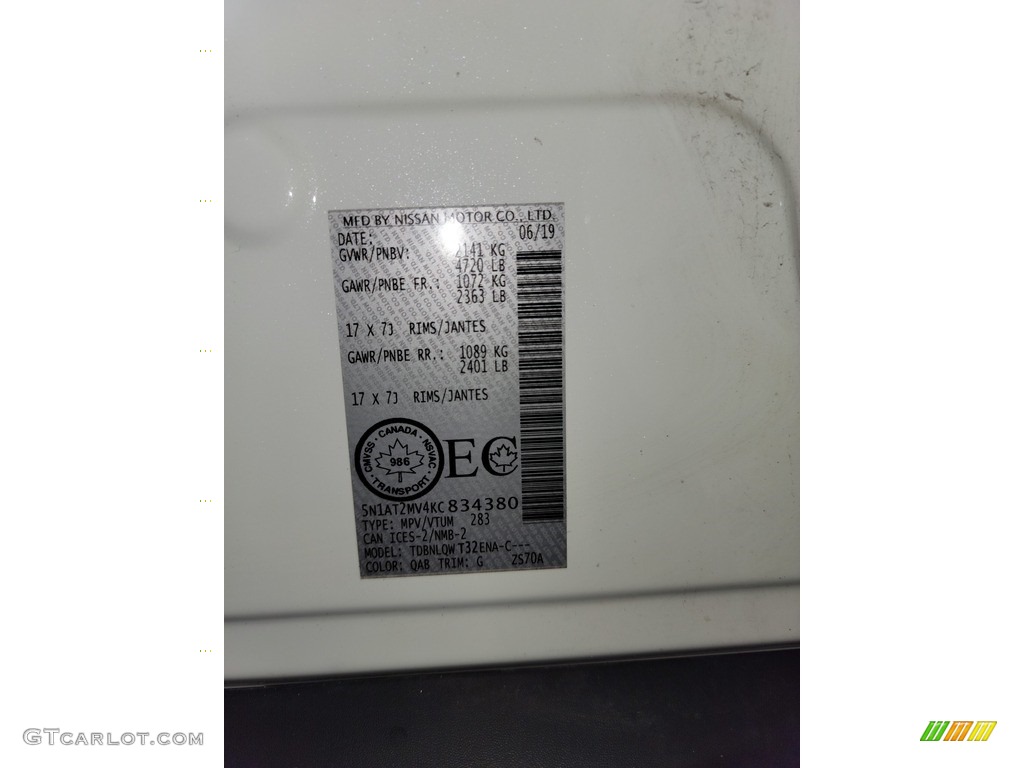 MFD BY NISSAN MOTOR CO., LTD.
DATE: 06/19
GVWR/PNBV: 2141 KG
4720 LB
GAWR/PNBE FR.: 1072 KG
2363 LB
17 X 7J RIMS/JANTES
GAWR/PNBE RR.: 1089 KG
2401 LB
17 X 7J RIMS/JANTES
CMVSS · CANADA · NSVAC
986
· TRANSPORT ·
EC
5N1AT2MV4KC834380
TYPE: MPV/VTUM 283
CAN ICES-2/NMB-2
MODEL: TDBNLQWT32ENA-C---
COLOR: QAB TRIM: G ZS70A
GTCARLOT.COM